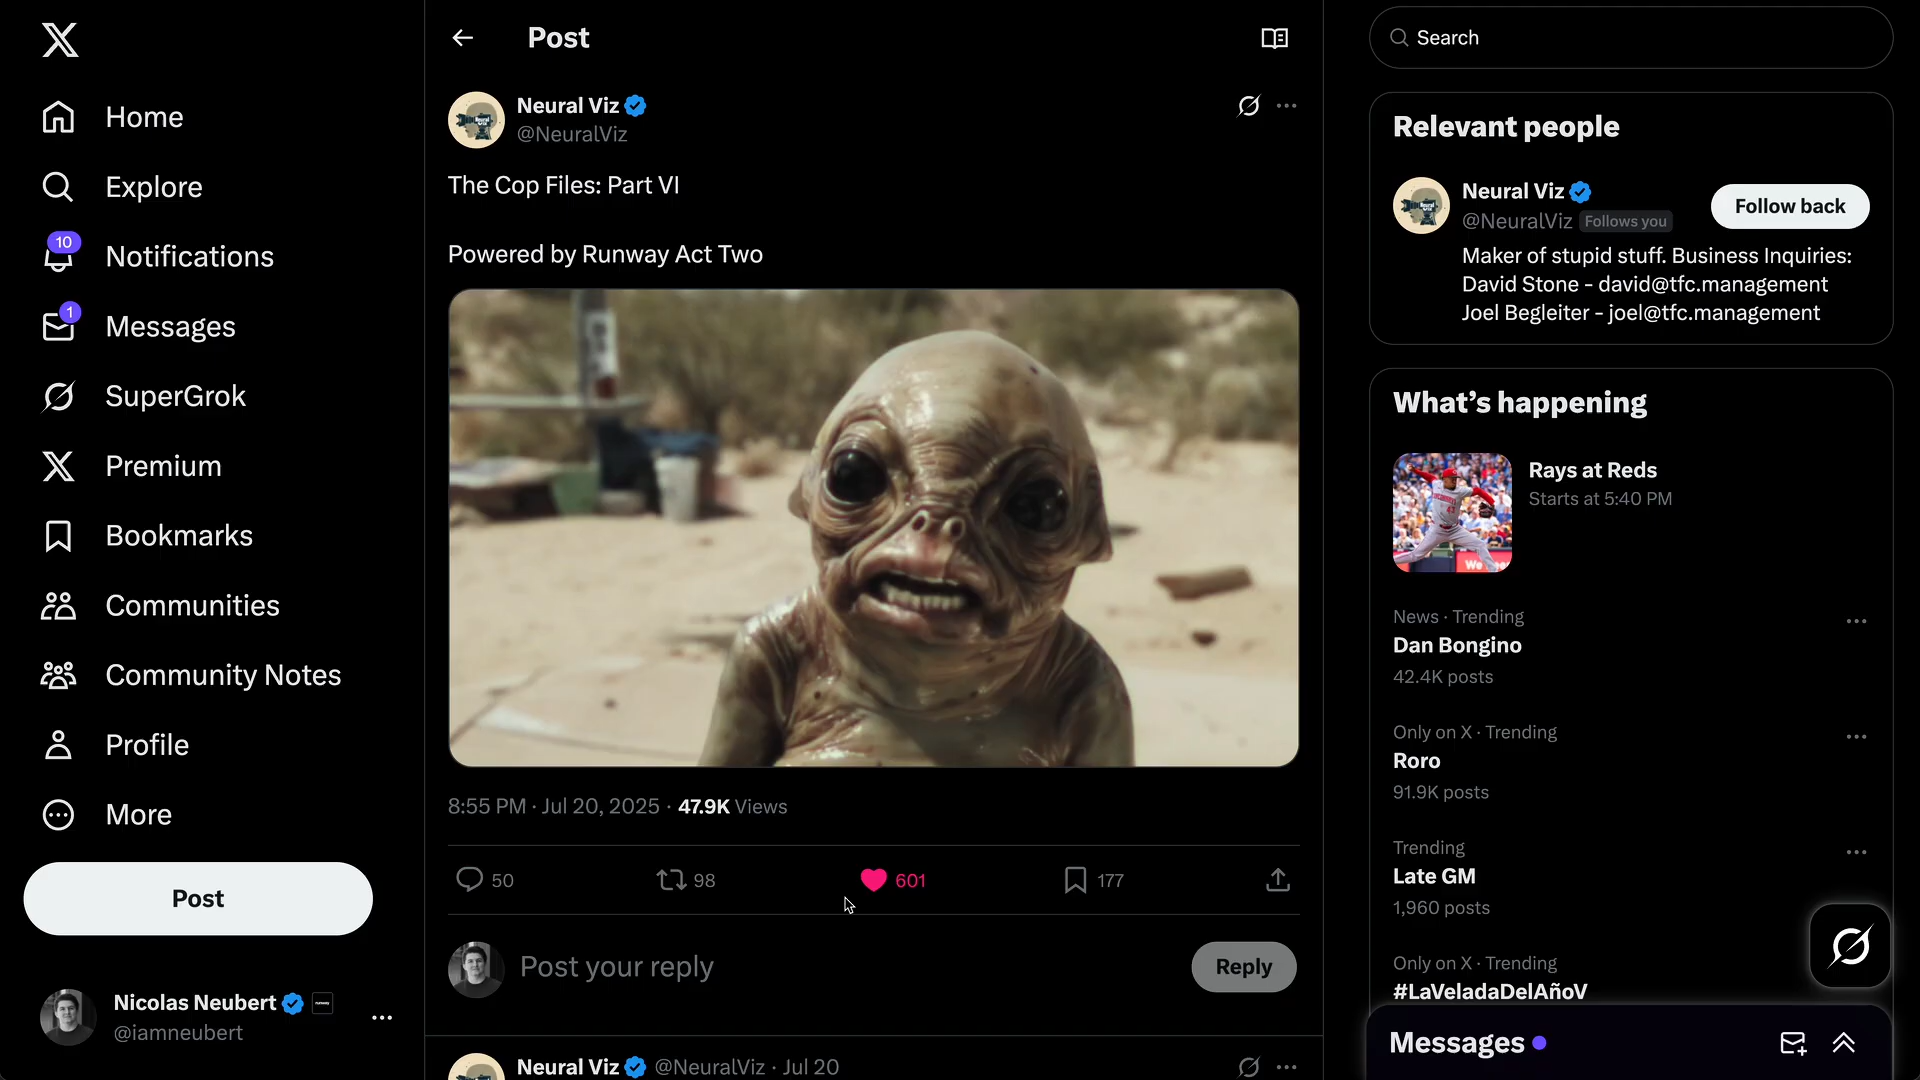 Home
Explore
10
Notifications
1
Messages
SuperGrok
Premium
Bookmarks
Communities
Community Notes
Profile
More
Post
Nicolas Neubert
@iamneubert
Post
Neural Viz
@NeuralViz
The Cop Files: Part VI
Powered by Runway Act Two
8:55 PM · Jul 20, 2025 · 47.9K Views
50 98 601 177
Post your reply
Reply
Neural Viz @NeuralViz · Jul 20
Search
Relevant people
Neural Viz
@NeuralViz Follows you
Follow back
Maker of stupid stuff. Business Inquiries:
David Stone - david@tfc.management
Joel Begleiter - joel@tfc.management
What’s happening
Rays at Reds
Starts at 5:40 PM
News · Trending
Dan Bongino
42.4K posts
Only on X · Trending
Roro
91.9K posts
Trending
Late GM
1,960 posts
Only on X · Trending
#LaVeladaDelAñoV
Messages